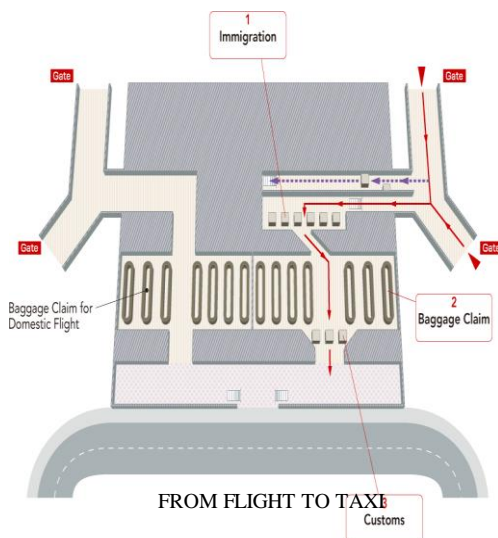 1
Immigration
Gate
Gate
Gate
Gate
Baggage Claim for
Domestic Flight
2
Baggage Claim
FROM FLIGHT TO TAXI
3
Customs